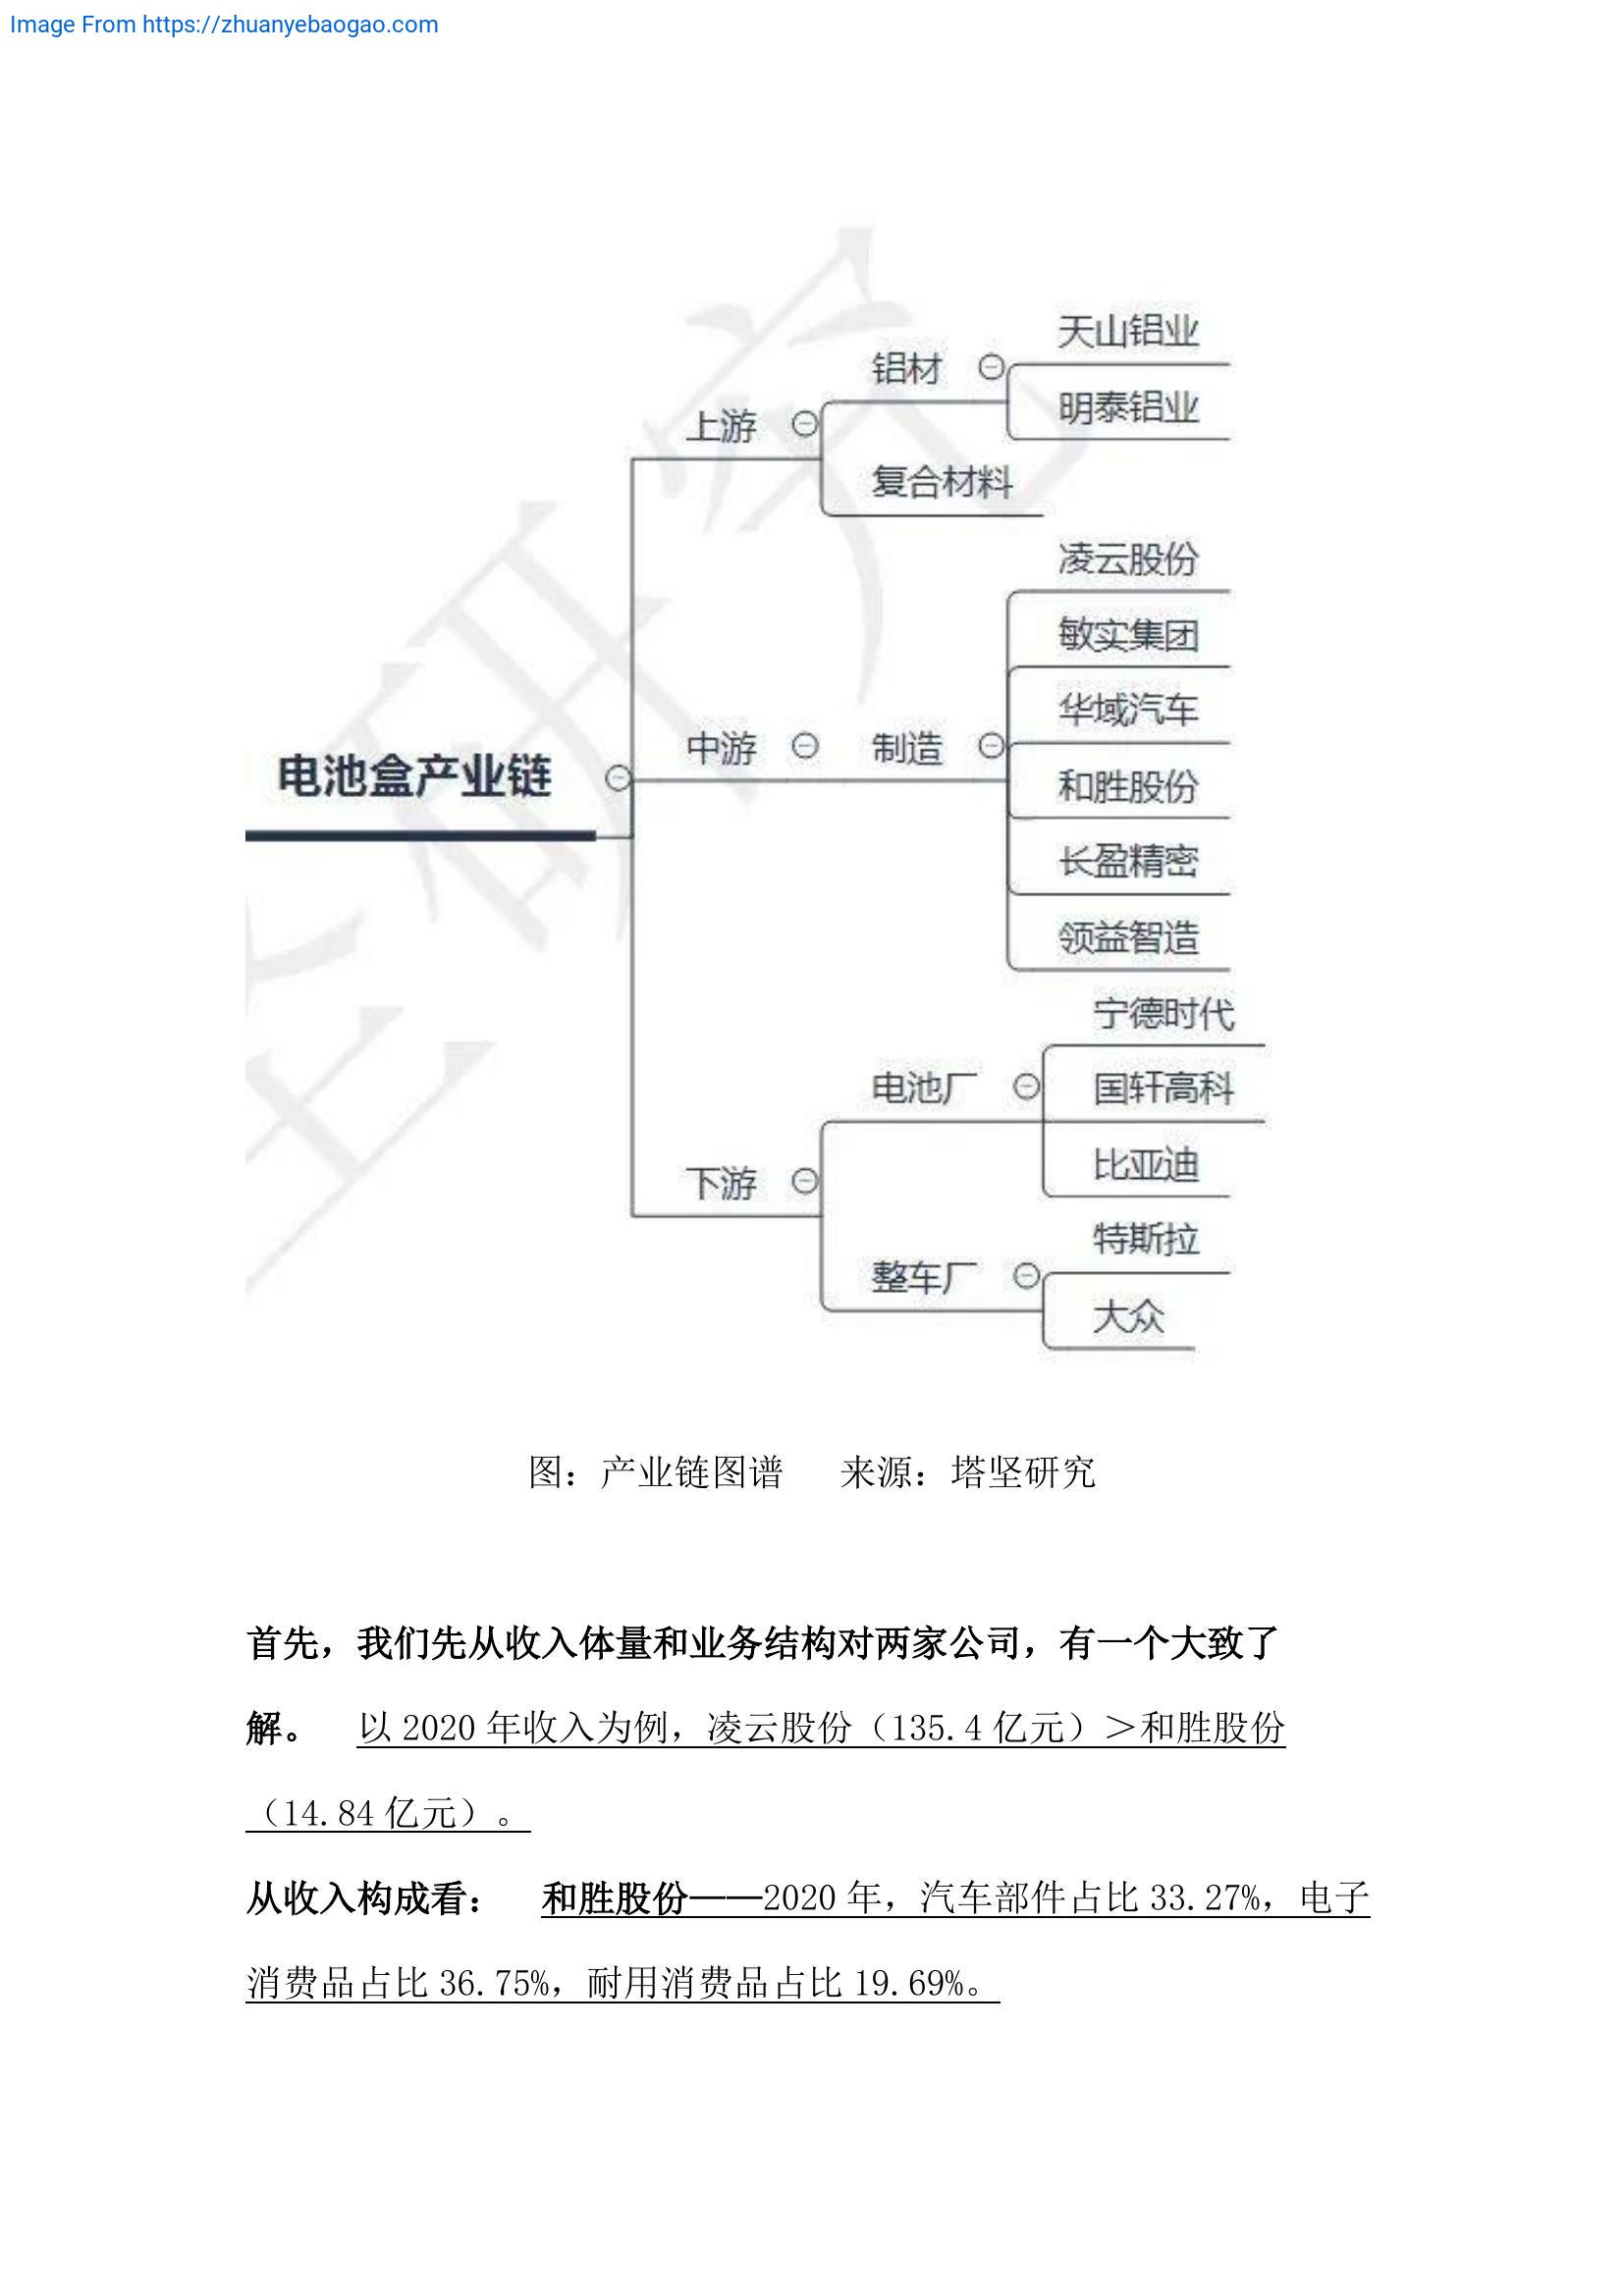 Image From https://zhuanyebaogao.com
电池盒产业链
上游
铝材
天山铝业
明泰铝业
复合材料
中游
制造
凌云股份
敏实集团
华域汽车
和胜股份
长盈精密
领益智造
下游
电池厂
宁德时代
国轩高科
比亚迪
整车厂
特斯拉
大众
图：产业链图谱 来源：塔坚研究
首先，我们先从收入体量和业务结构对两家公司，有一个大致了
解。 以 2020 年收入为例，凌云股份（135.4 亿元）＞和胜股份
（14.84 亿元）。
从收入构成看： 和胜股份——2020 年，汽车部件占比 33.27%，电子
消费品占比 36.75%，耐用消费品占比 19.69%。